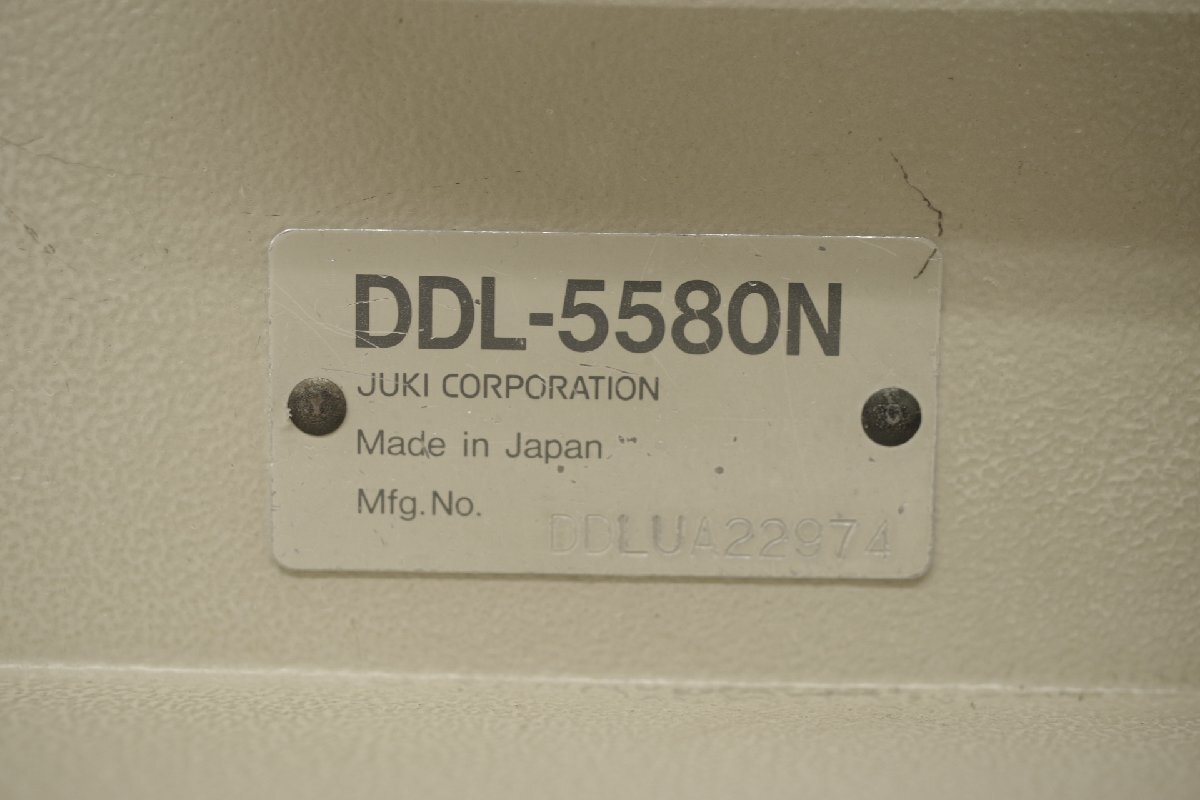 DDL-5580N
JUKI CORPORATION
Made in Japan
Mfg. No. DDLUA22974